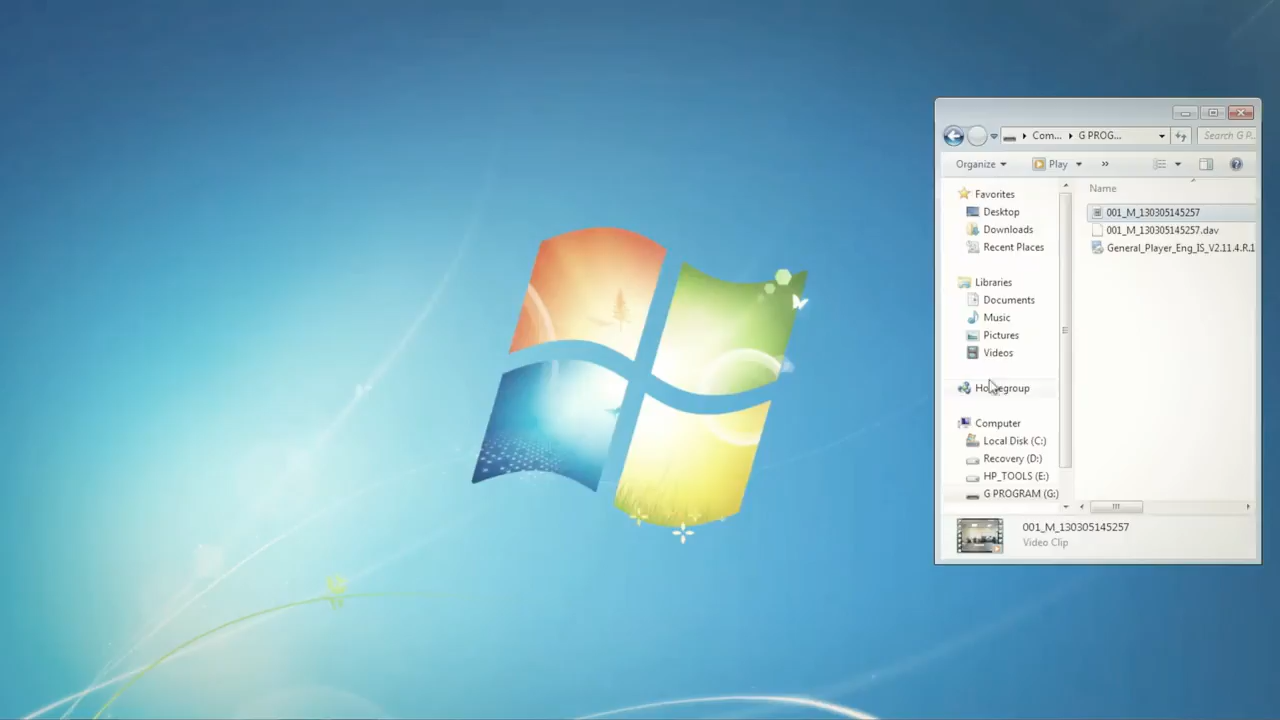 Com... G PROG... Search G P...
Organize Play »
Name
Favorites
Desktop
Downloads
Recent Places
Libraries
Documents
Music
Pictures
Videos
Homegroup
Computer
Local Disk (C:)
Recovery (D:)
HP_TOOLS (E:)
G PROGRAM (G:)
001_M_130305145257
001_M_130305145257.dav
General_Player_Eng_IS_V2.11.4.R.1
001_M_130305145257
Video Clip